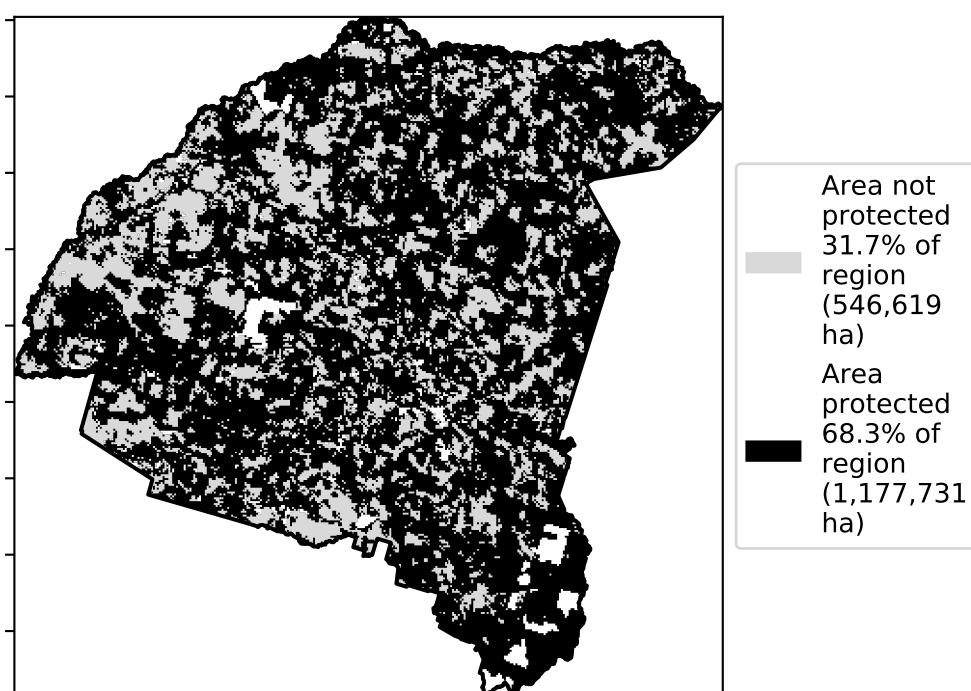 Area not
protected
31.7% of
region
(546,619
ha)
Area
protected
68.3% of
region
(1,177,731
ha)